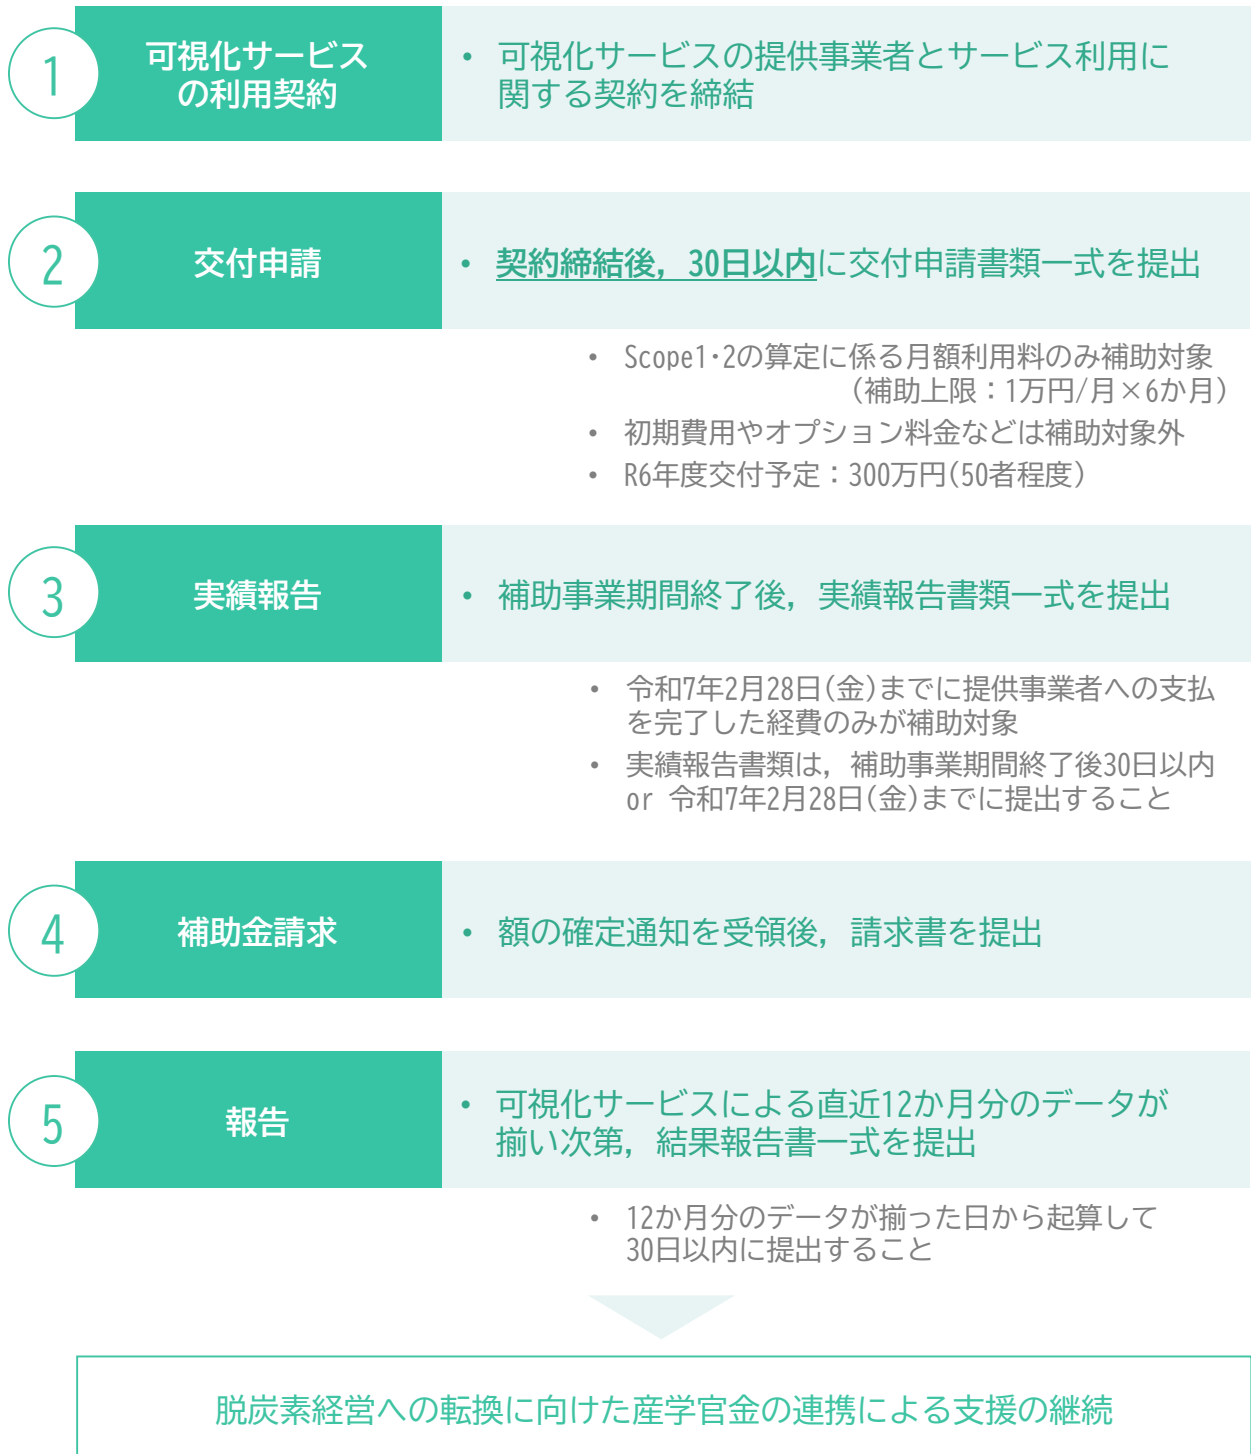 1
可視化サービス
の利用契約
• 可視化サービスの提供事業者とサービス利用に
関する契約を締結
2
交付申請
• 契約締結後，30日以内に交付申請書類一式を提出
• Scope1･2の算定に係る月額利用料のみ補助対象
（補助上限：1万円/月×6か月）
• 初期費用やオプション料金などは補助対象外
• R6年度交付予定：300万円(50者程度)
3
実績報告
• 補助事業期間終了後，実績報告書類一式を提出
• 令和7年2月28日(金)までに提供事業者への支払
を完了した経費のみが補助対象
• 実績報告書類は，補助事業期間終了後30日以内
or 令和7年2月28日(金)までに提出すること
4
補助金請求
• 額の確定通知を受領後，請求書を提出
5
報告
• 可視化サービスによる直近12か月分のデータが
揃い次第，結果報告書一式を提出
• 12か月分のデータが揃った日から起算して
30日以内に提出すること
脱炭素経営への転換に向けた産学官金の連携による支援の継続